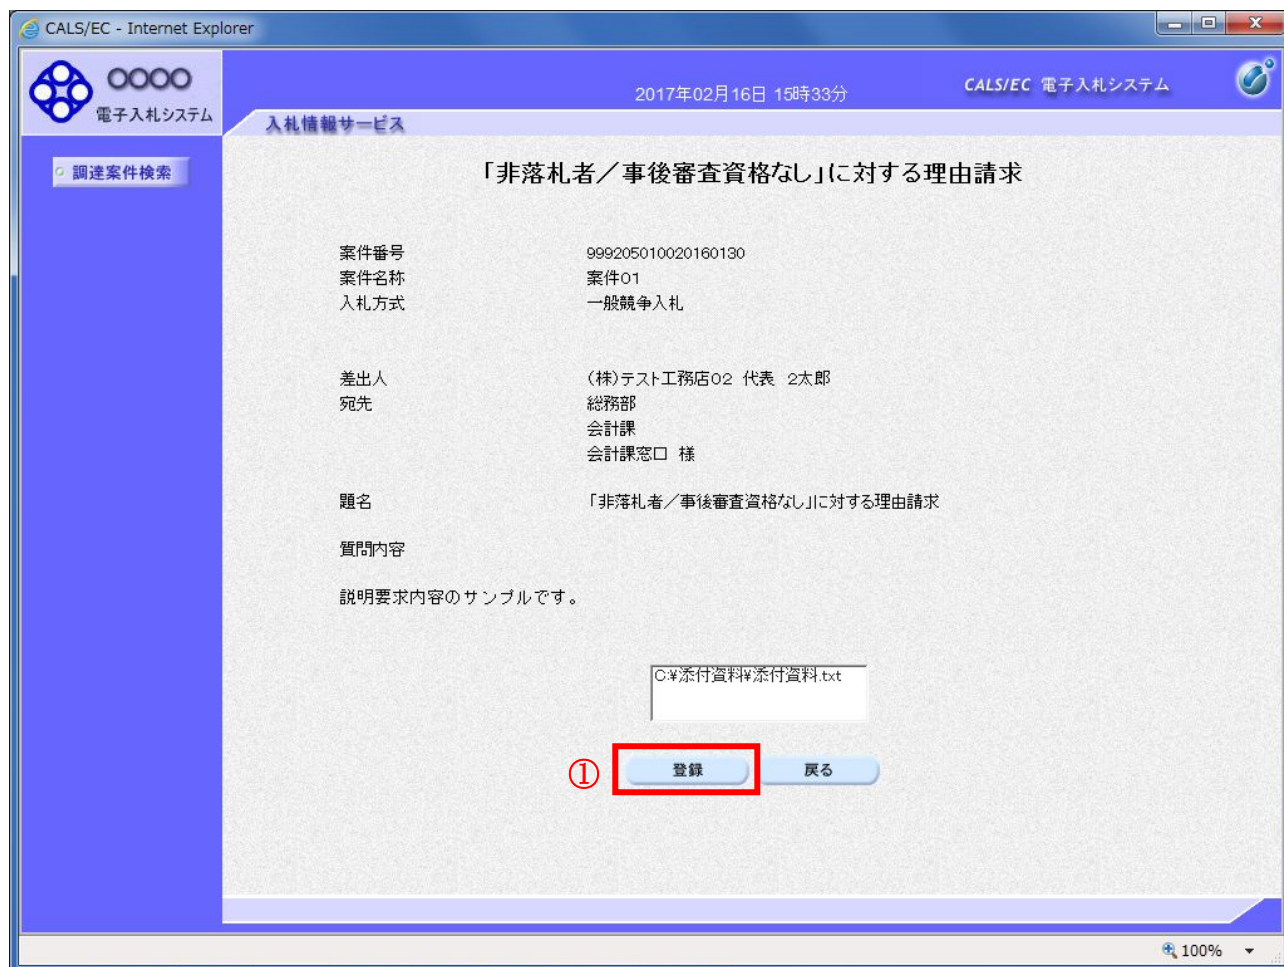 CALS/EC - Internet Explorer
〇〇〇〇
電子入札システム
2017年02月16日 15時33分
CALS/EC 電子入札システム
入札情報サービス
調達案件検索
「非落札者／事後審査資格なし」に対する理由請求
案件番号 999205010020160130
案件名称 案件01
入札方式 一般競争入札
差出人 (株)テスト工務店02 代表 2太郎
宛先 総務部
会計課
会計課窓口 様
題名 「非落札者／事後審査資格なし」に対する理由請求
質問内容
説明要求内容のサンプルです。
C:¥添付資料¥添付資料.txt
① 登録 戻る
100%